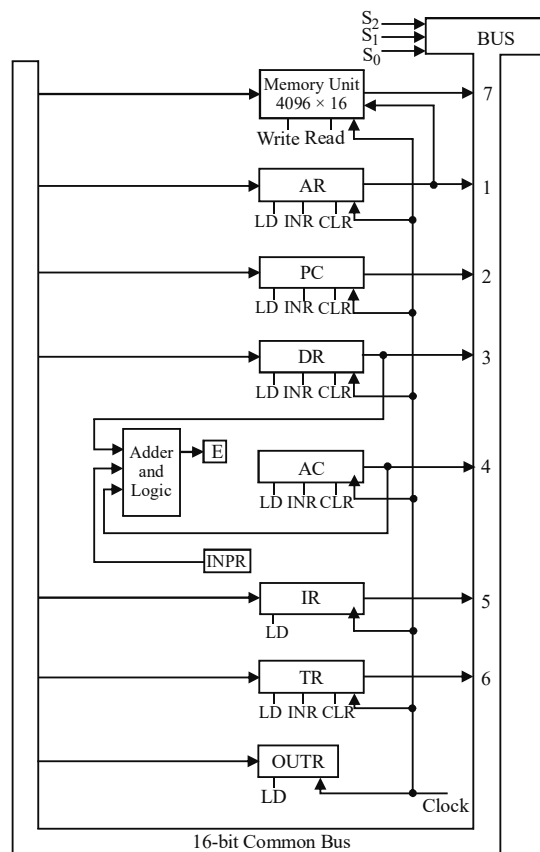 S2
S1
S0
BUS
Memory Unit
4096 × 16
7
Write Read
AR
1
LD INR CLR
PC
2
LD INR CLR
DR
3
LD INR CLR
Adder
and
Logic
E
AC
4
LD INR CLR
INPR
IR
5
LD
TR
6
LD INR CLR
OUTR
LD
Clock
16-bit Common Bus